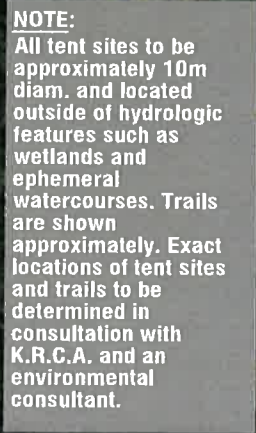 NOTE:
All tent sites to be
approximately 10m
diam. and located
outside of hydrologic
features such as
wetlands and
ephemeral
watercourses. Trails
are shown
approximately. Exact
locations of tent sites
and trails to be
determined in
consultation with
K.R.C.A. and an
environmental
consultant.